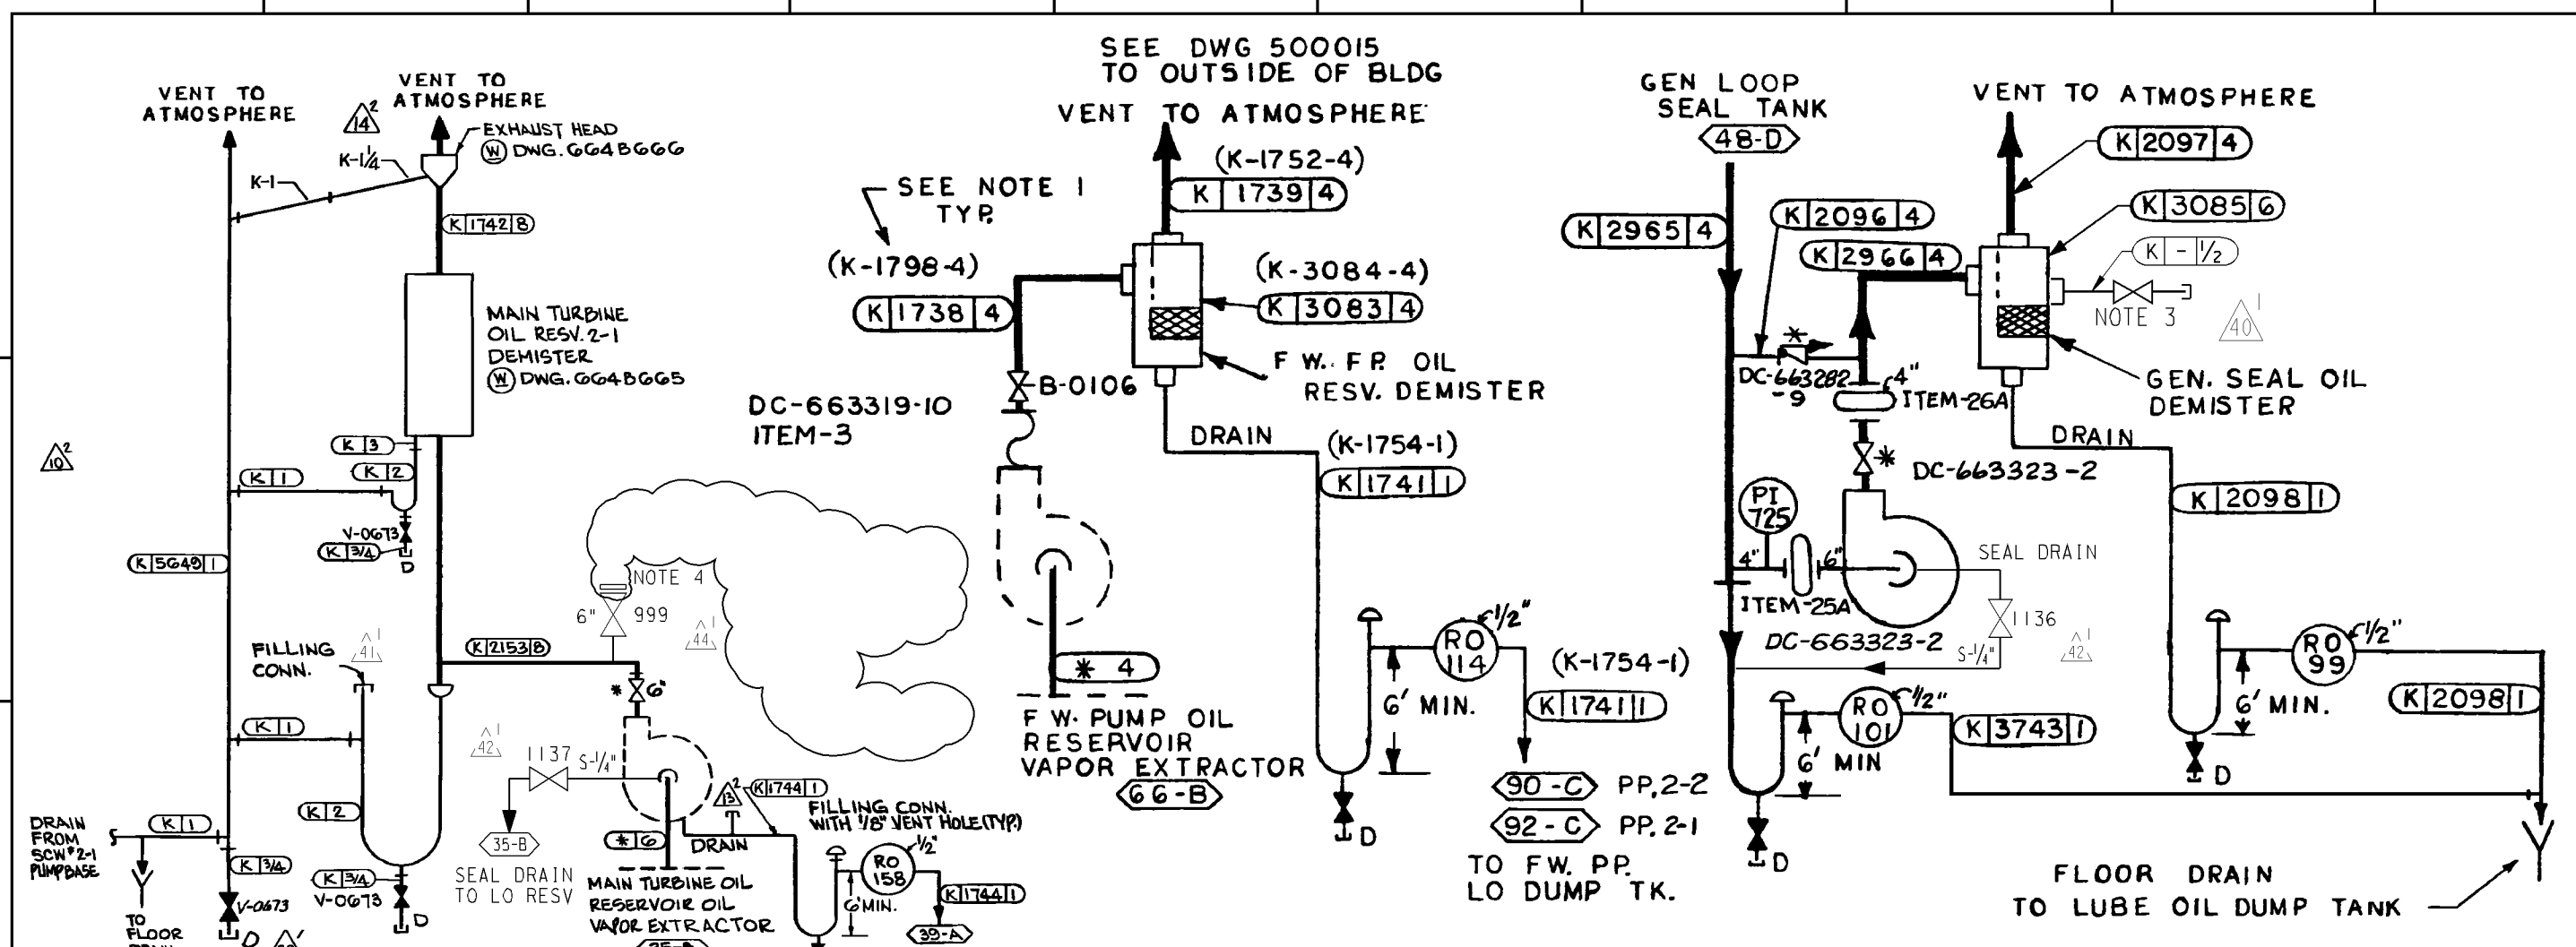 VENT TO
ATMOSPHERE
14 2
VENT TO
ATMOSPHERE
EXHAUST HEAD
W DWG. 664B666
K-1¼
K-1
K 1742 8
MAIN TURBINE
OIL RESV. 2-1
DEMISTER
W DWG. 664B665
10 2
K 3
K 2
K 1
V-0673
K 3/4
D
K 5649 1
NOTE 4
6" 999
44 1
FILLING
CONN.
41 1
K 2153 8
* 6"
K 1
42 1
1137
S-1/4"
K 2
13 2
K 1744 1
FILLING CONN.
WITH 1/8" VENT HOLE (TYP.)
DRAIN
FROM
SCW #2-1
PUMP BASE
K 1
K 3/4
K 3/4
V-0673
D
V-0673
D
TO
FLOOR
35-B
SEAL DRAIN
TO LO RESV
* 6
DRAIN
MAIN TURBINE OIL
RESERVOIR OIL
VAPOR EXTRACTOR
RO
158
1/2"
6' MIN.
K 1744 1
39-A
SEE DWG 500015
TO OUTSIDE OF BLDG
VENT TO ATMOSPHERE
(K-1752-4)
K 1739 4
SEE NOTE 1
TYP.
(K-1798-4)
K 1738 4
(K-3084-4)
K 3083 4
B-0106
F W. F.P. OIL
RESV. DEMISTER
DC-663319-10
ITEM-3
DRAIN
(K-1754-1)
K 1741 1
* 4
F W. PUMP OIL
RESERVOIR
VAPOR EXTRACTOR
66-B
RO
114
1/2"
6' MIN.
(K-1754-1)
K 1741 1
D
90-C PP. 2-2
92-C PP. 2-1
TO FW. PP.
LO DUMP TK.
GEN LOOP
SEAL TANK
48-D
K 2965 4
K 2096 4
K 2966 4
VENT TO ATMOSPHERE
K 2097 4
K 3085 6
K - 1/2
NOTE 3
40 1
*
DC-663282
-9
4"
ITEM-26A
GEN. SEAL OIL
DEMISTER
*
DC-663323-2
DRAIN
K 2098 1
PI
725
4"
6"
ITEM-25A
SEAL DRAIN
1136
DC-663323-2
S-1/4"
42 1
RO
101
1/2"
6' MIN
K 3743 1
D
RO
99
1/2"
6' MIN.
K 2098 1
D
FLOOR DRAIN
TO LUBE OIL DUMP TANK